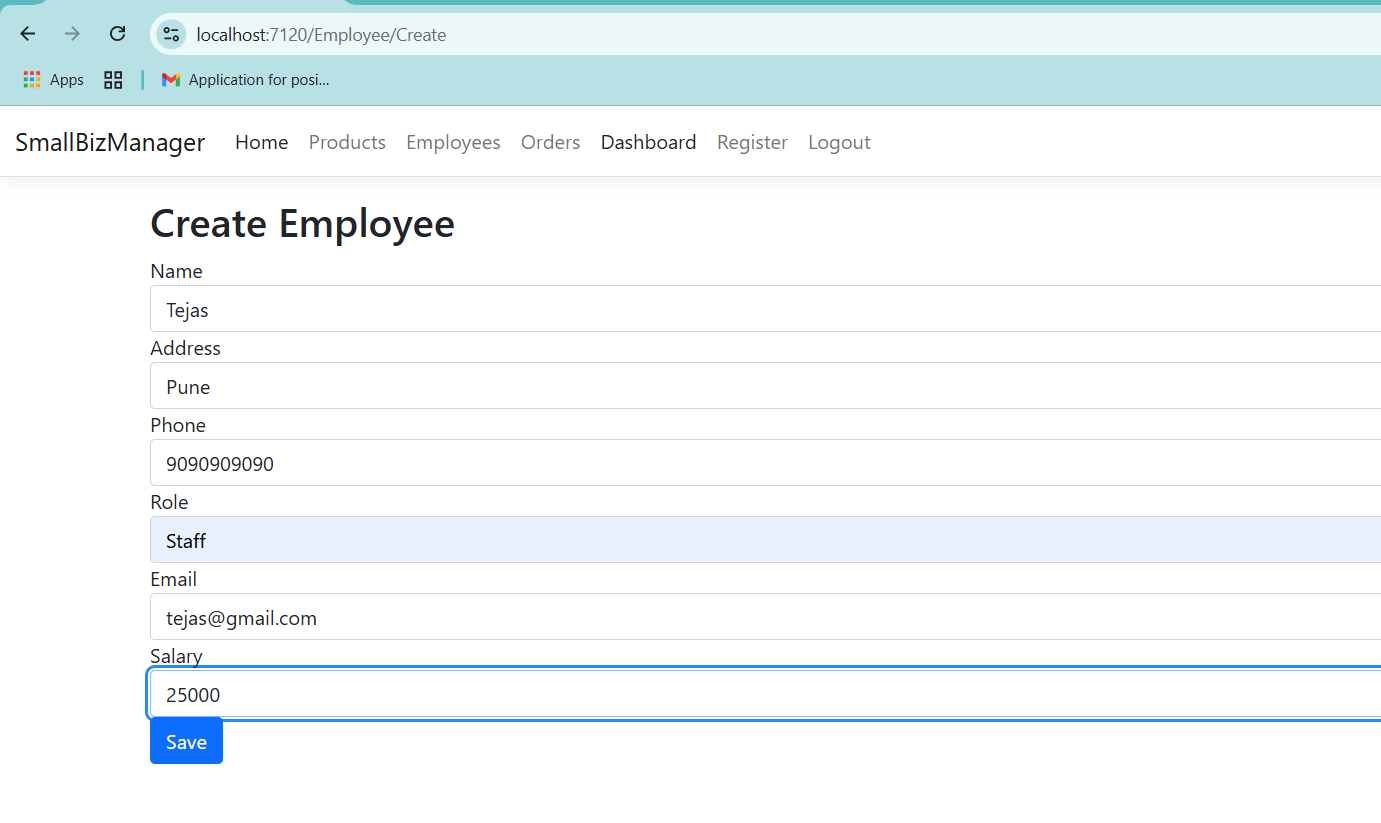 localhost:7120/Employee/Create
Apps Application for posi...
SmallBizManager Home Products Employees Orders Dashboard Register Logout
Create Employee
Name
Tejas
Address
Pune
Phone
9090909090
Role
Staff
Email
tejas@gmail.com
Salary
25000
Save